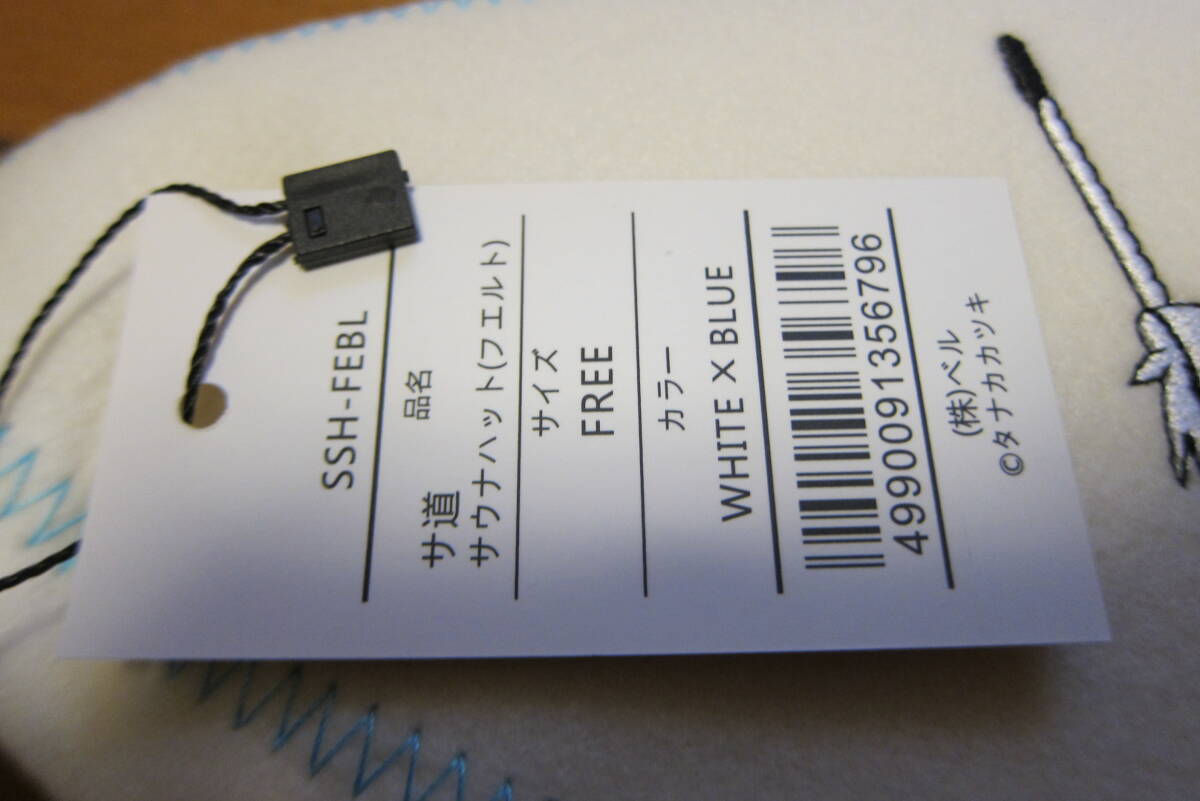 SSH-FEBL
品名
サ道
サウナハット(フエルト)
サイズ
FREE
カラー
WHITE X BLUE
4990091356796
(株)ベル
©タナカカツキ